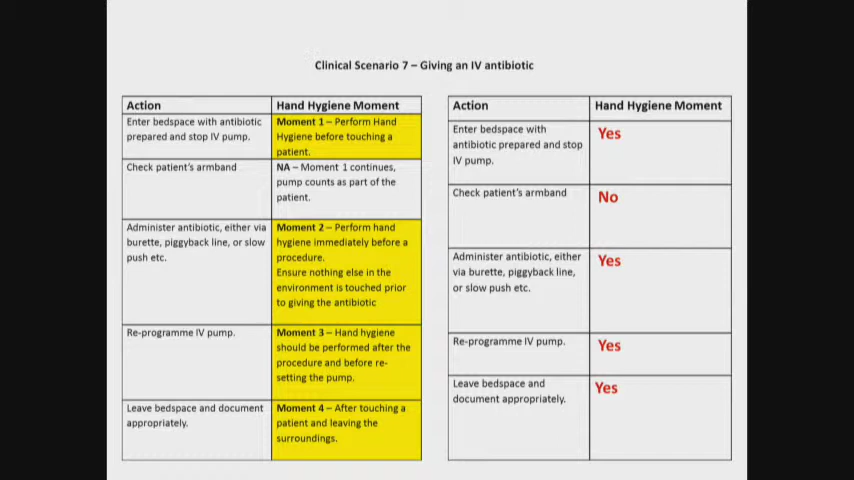 Clinical Scenario 7 – Giving an IV antibiotic
Action
Hand Hygiene Moment
Enter bedspace with antibiotic
prepared and stop IV pump.
Moment 1 – Perform Hand
Hygiene before touching a
patient.
Check patient's armband
NA – Moment 1 continues,
pump counts as part of the
patient.
Administer antibiotic, either via
burette, piggyback line, or slow
push etc.
Moment 2 – Perform hand
hygiene immediately before a
procedure.
Ensure nothing else in the
environment is touched prior
to giving the antibiotic
Re-programme IV pump.
Moment 3 – Hand hygiene
should be performed after the
procedure and before re-
setting the pump.
Leave bedspace and document
appropriately.
Moment 4 – After touching a
patient and leaving the
surroundings.
Action
Hand Hygiene Moment
Enter bedspace with
antibiotic prepared and stop
IV pump.
Yes
Check patient's armband
No
Administer antibiotic, either
via burette, piggyback line,
or slow push etc.
Yes
Re-programme IV pump.
Yes
Leave bedspace and
document appropriately.
Yes